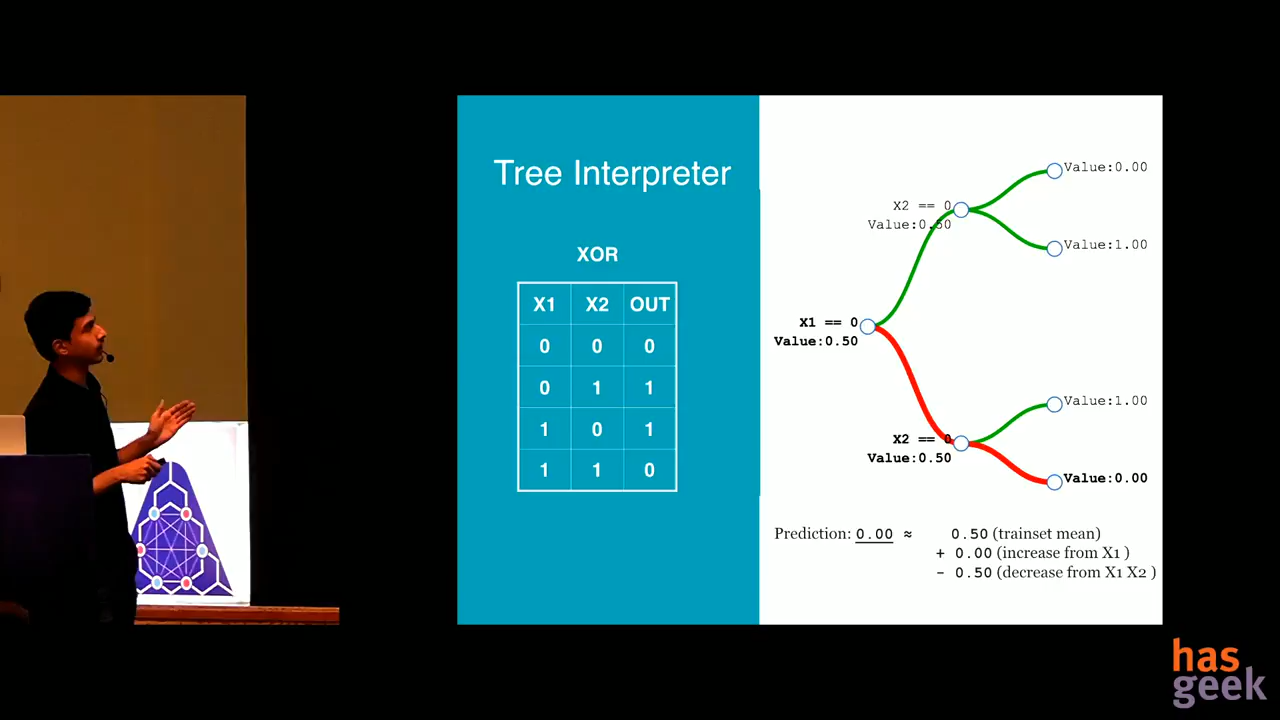 Tree Interpreter
XOR
X1 X2 OUT
0 0 0
0 1 1
1 0 1
1 1 0
Value:0.00
X2 == 0
Value:0.50
Value:1.00
X1 == 0
Value:0.50
Value:1.00
X2 == 0
Value:0.50
Value:0.00
Prediction: 0.00 ≈ 0.50 (trainset mean)
+ 0.00 (increase from X1 )
- 0.50 (decrease from X1 X2 )
has
geek